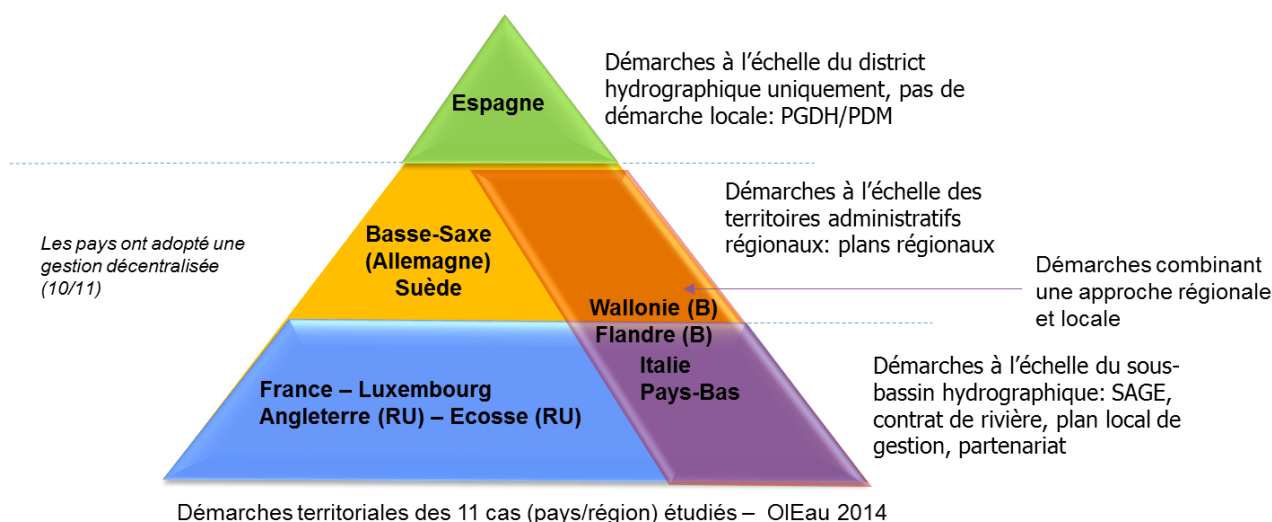 Espagne
Démarches à l'échelle du district
hydrographique uniquement, pas de
démarche locale: PGDH/PDM
Les pays ont adopté une
gestion décentralisée
(10/11)
Basse-Saxe
(Allemagne)
Suède
Démarches à l'échelle des
territoires administratifs
régionaux: plans régionaux
Wallonie (B)
Flandre (B)
Italie
Pays-Bas
Démarches combinant
une approche régionale
et locale
France – Luxembourg
Angleterre (RU) – Ecosse (RU)
Démarches à l'échelle du sous-
bassin hydrographique: SAGE,
contrat de rivière, plan local de
gestion, partenariat
Démarches territoriales des 11 cas (pays/région) étudiés – OIEau 2014